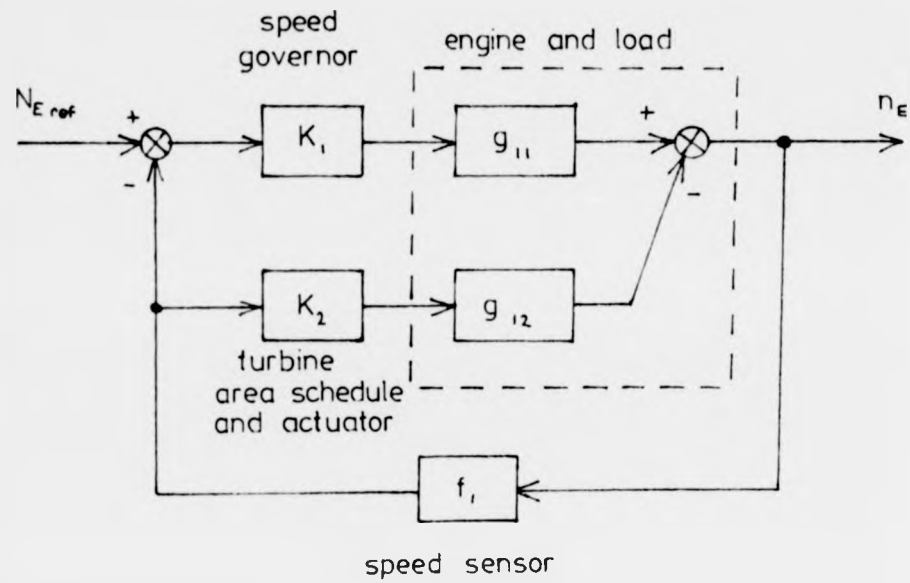 speed
governor
engine and load
N_E ref
+
-
K_1
g_11
+
-
n_E
K_2
g_12
turbine
area schedule
and actuator
f_1
speed sensor